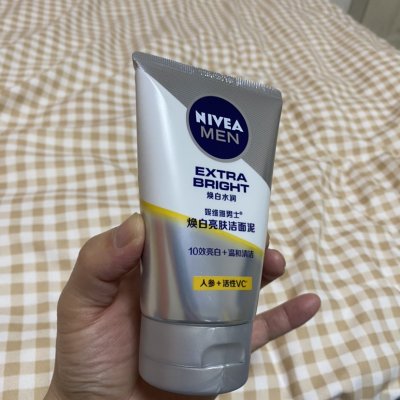 NIVEA
MEN
EXTRA
BRIGHT
焕白水润
妮维雅男士®
焕白亮肤洁面泥
10效亮白+温和清洁
人参+活性VC